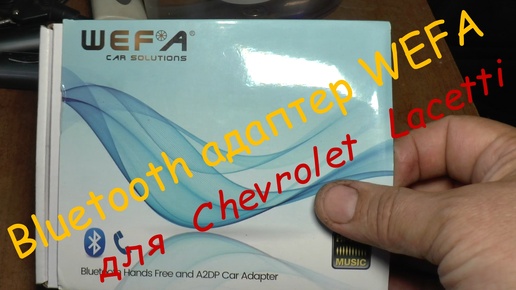 WEFA
CAR SOLUTIONS
Bluetooth адаптер WEFA
для Chevrolet Lacetti
Bluetooth Hands Free and A2DP Car Adapter
MUSIC